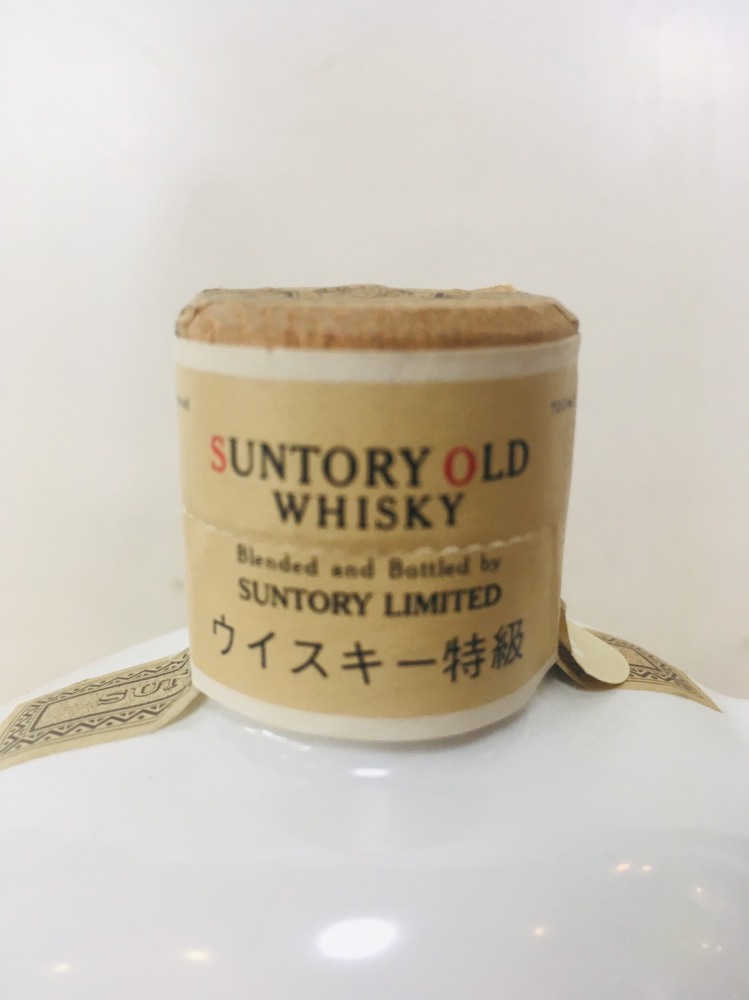 SUNTORY OLD
WHISKY
Blended and Bottled by
SUNTORY LIMITED
ウイスキー特級